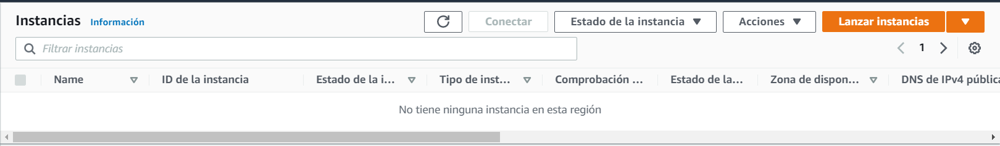 Instancias Información Conectar Estado de la instancia Acciones Lanzar instancias
Filtrar instancias 1
Name ID de la instancia Estado de la i... Tipo de inst... Comprobación ... Estado de la... Zona de dispon... DNS de IPv4 pública
No tiene ninguna instancia en esta región